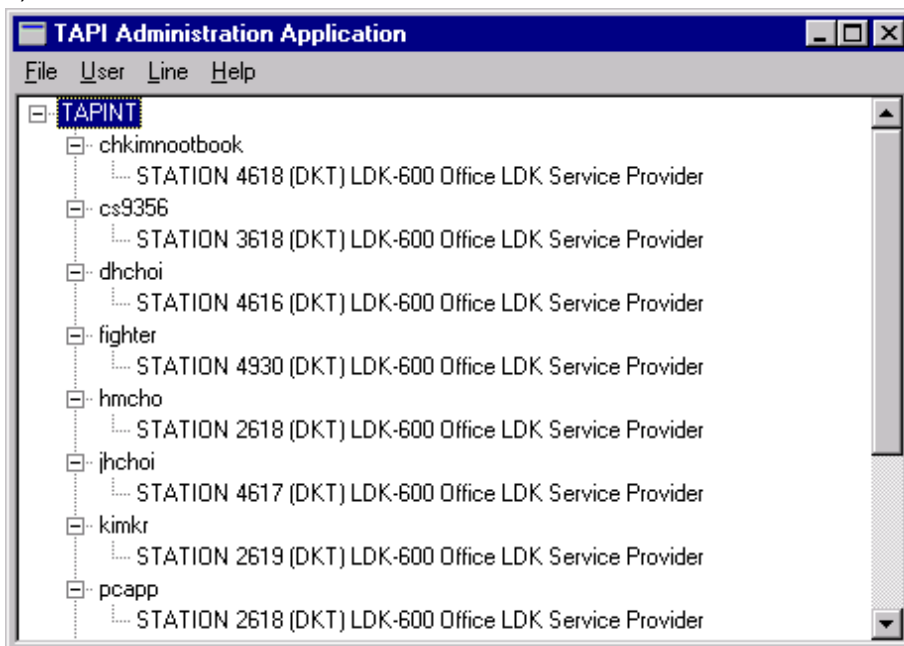 TAPI Administration Application
File User Line Help
TAPINT
chkimnootbook
STATION 4618 (DKT) LDK-600 Office LDK Service Provider
cs9356
STATION 3618 (DKT) LDK-600 Office LDK Service Provider
dhchoi
STATION 4616 (DKT) LDK-600 Office LDK Service Provider
fighter
STATION 4930 (DKT) LDK-600 Office LDK Service Provider
hmcho
STATION 2618 (DKT) LDK-600 Office LDK Service Provider
jhchoi
STATION 4617 (DKT) LDK-600 Office LDK Service Provider
kimkr
STATION 2619 (DKT) LDK-600 Office LDK Service Provider
pcapp
STATION 2618 (DKT) LDK-600 Office LDK Service Provider